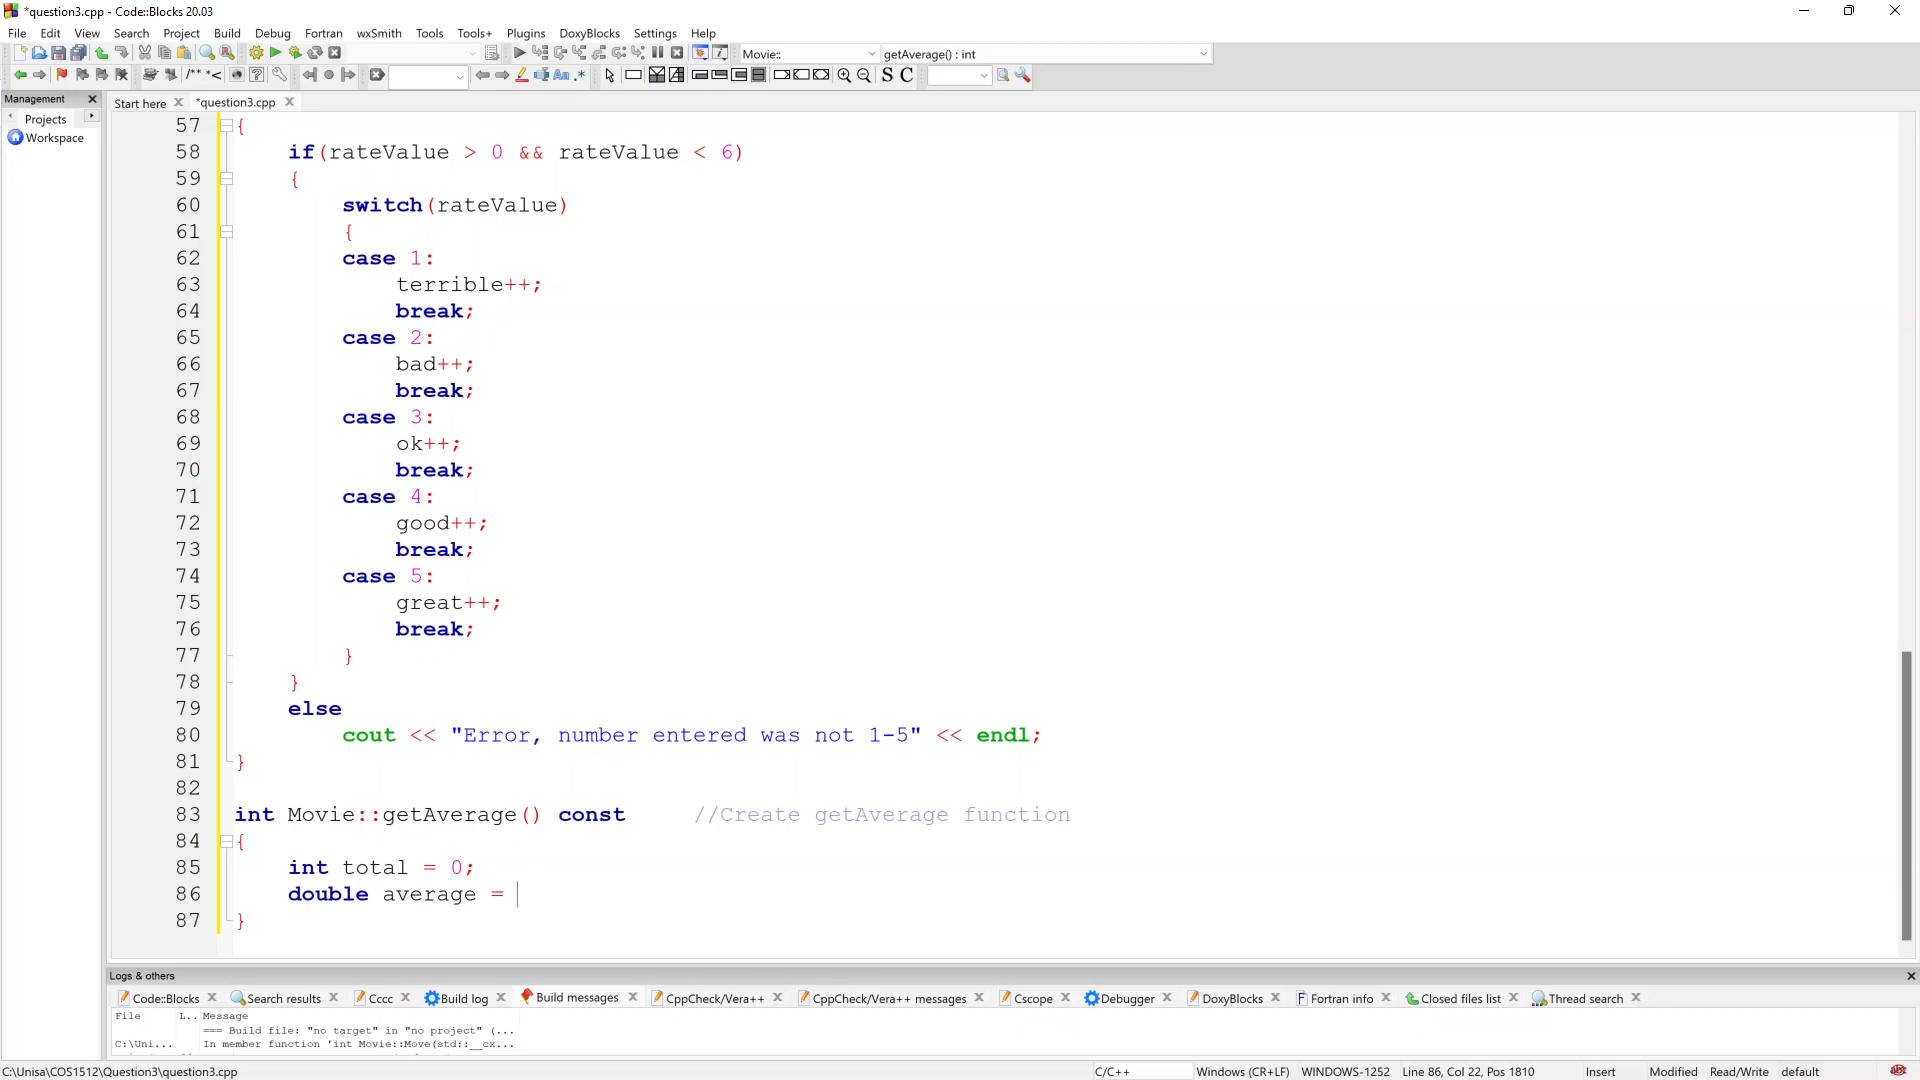 *question3.cpp - Code::Blocks 20.03
File Edit View Search Project Build Debug Fortran wxSmith Tools Tools+ Plugins DoxyBlocks Settings Help
Movie:: getAverage() : int
/** *< Aa .* S C
Management
Start here *question3.cpp
Projects
Workspace
57 {
58 if(rateValue > 0 && rateValue < 6)
59 {
60 switch(rateValue)
61 {
62 case 1:
63 terrible++;
64 break;
65 case 2:
66 bad++;
67 break;
68 case 3:
69 ok++;
70 break;
71 case 4:
72 good++;
73 break;
74 case 5:
75 great++;
76 break;
77 }
78 }
79 else
80 cout << "Error, number entered was not 1-5" << endl;
81 }
82
83 int Movie::getAverage() const //Create getAverage function
84 {
85 int total = 0;
86 double average =
87 }
Logs & others
Code::Blocks Search results Cccc Build log Build messages CppCheck/Vera++ CppCheck/Vera++ messages Cscope Debugger DoxyBlocks Fortran info Closed files list Thread search
File L.. Message
=== Build file: "no target" in "no project" (...
C:\Uni... In member function 'int Movie::Move(std::__cx...
C:\Unisa\COS1512\Question3\question3.cpp C/C++ Windows (CR+LF) WINDOWS-1252 Line 86, Col 22, Pos 1810 Insert Modified Read/Write default